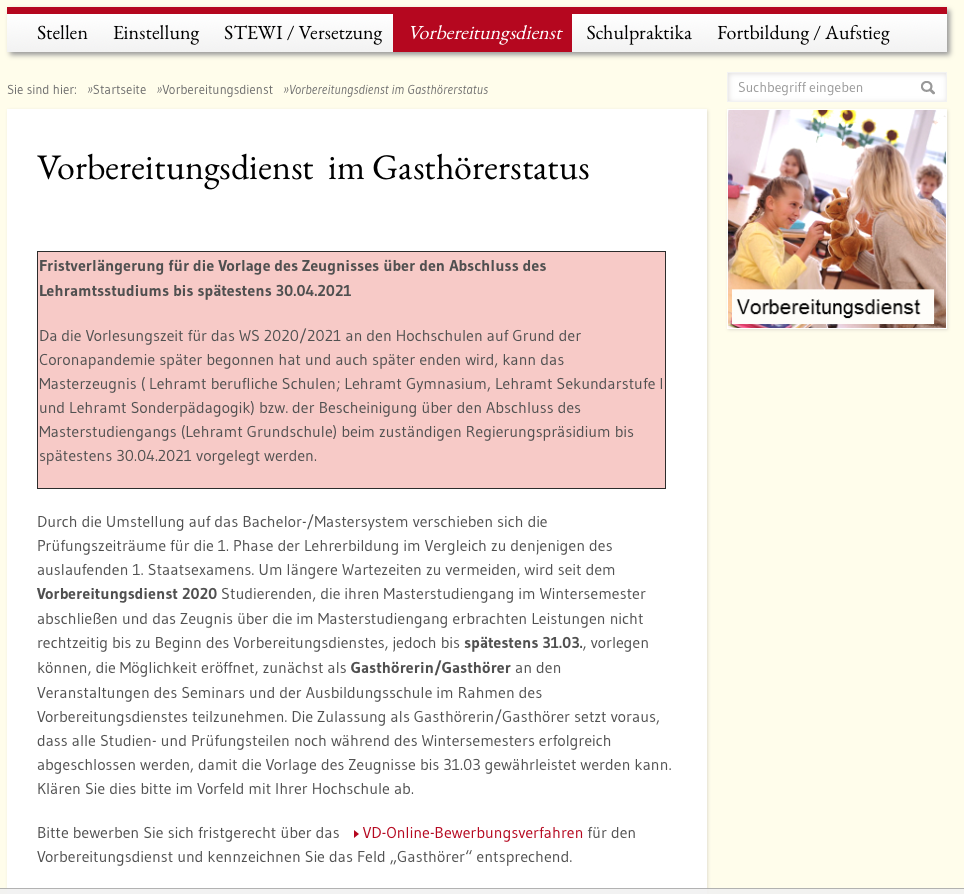 Stellen Einstellung STEWI / Versetzung Vorbereitungsdienst Schulpraktika Fortbildung / Aufstieg
Sie sind hier: »Startseite »Vorbereitungsdienst »Vorbereitungsdienst im Gasthörerstatus
Suchbegriff eingeben
Vorbereitungsdienst im Gasthörerstatus
Vorbereitungsdienst
Fristverlängerung für die Vorlage des Zeugnisses über den Abschluss des
Lehramtsstudiums bis spätestens 30.04.2021
Da die Vorlesungszeit für das WS 2020/2021 an den Hochschulen auf Grund der
Coronapandemie später begonnen hat und auch später enden wird, kann das
Masterzeugnis ( Lehramt berufliche Schulen; Lehramt Gymnasium, Lehramt Sekundarstufe I
und Lehramt Sonderpädagogik) bzw. der Bescheinigung über den Abschluss des
Masterstudiengangs (Lehramt Grundschule) beim zuständigen Regierungspräsidium bis
spätestens 30.04.2021 vorgelegt werden.
Durch die Umstellung auf das Bachelor-/Mastersystem verschieben sich die
Prüfungszeiträume für die 1. Phase der Lehrerbildung im Vergleich zu denjenigen des
auslaufenden 1. Staatsexamens. Um längere Wartezeiten zu vermeiden, wird seit dem
Vorbereitungsdienst 2020 Studierenden, die ihren Masterstudiengang im Wintersemester
abschließen und das Zeugnis über die im Masterstudiengang erbrachten Leistungen nicht
rechtzeitig bis zu Beginn des Vorbereitungsdienstes, jedoch bis spätestens 31.03., vorlegen
können, die Möglichkeit eröffnet, zunächst als Gasthörerin/Gasthörer an den
Veranstaltungen des Seminars und der Ausbildungsschule im Rahmen des
Vorbereitungsdienstes teilzunehmen. Die Zulassung als Gasthörerin/Gasthörer setzt voraus,
dass alle Studien- und Prüfungsteilen noch während des Wintersemesters erfolgreich
abgeschlossen werden, damit die Vorlage des Zeugnisse bis 31.03 gewährleistet werden kann.
Klären Sie dies bitte im Vorfeld mit Ihrer Hochschule ab.
Bitte bewerben Sie sich fristgerecht über das VD-Online-Bewerbungsverfahren für den
Vorbereitungsdienst und kennzeichnen Sie das Feld „Gasthörer“ entsprechend.